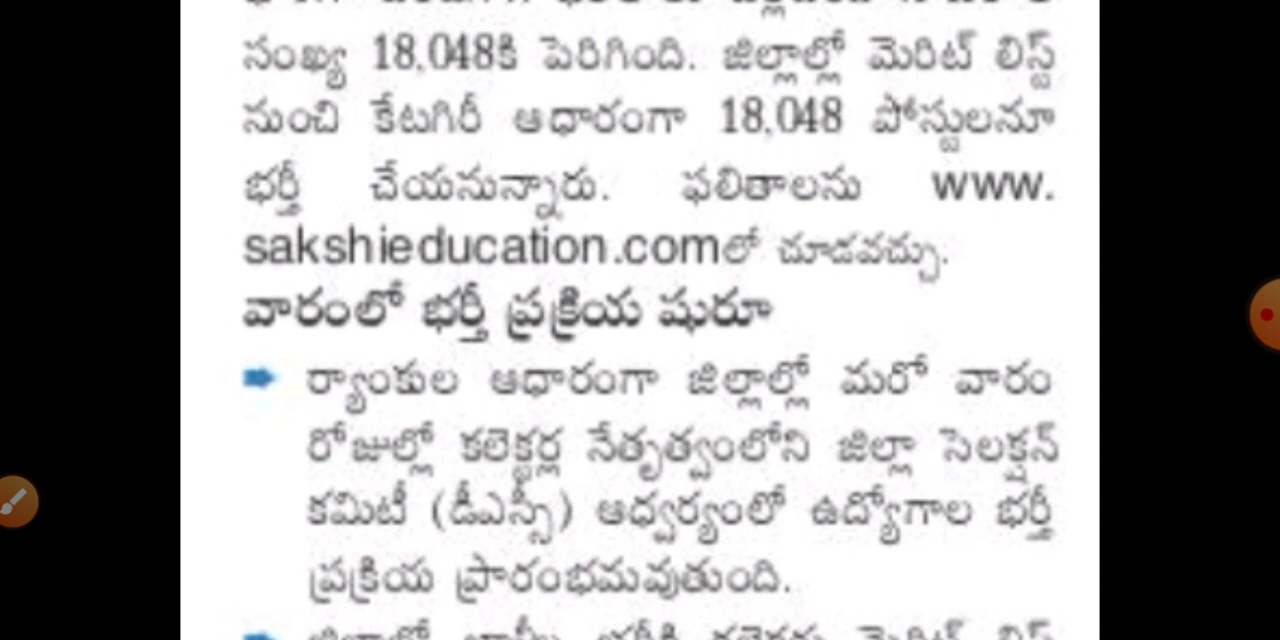 సంఖ్య 18,048కి పెరిగింది. జిల్లాల్లో మెరిట్ లిస్ట్
నుంచి కేటగిరీ ఆధారంగా 18,048 పోస్టులనూ
భర్తీ చేయనున్నారు. ఫలితాలను www.
sakshieducation.comలో చూడవచ్చు.
వారంలో భర్తీ ప్రక్రియ షురూ
ర్యాంకుల ఆధారంగా జిల్లాల్లో మరో వారం
రోజుల్లో కలెక్టర్ల నేతృత్వంలోని జిల్లా సెలక్షన్
కమిటీ (డీఎస్సీ) ఆధ్వర్యంలో ఉద్యోగాల భర్తీ
ప్రక్రియ ప్రారంభమవుతుంది.